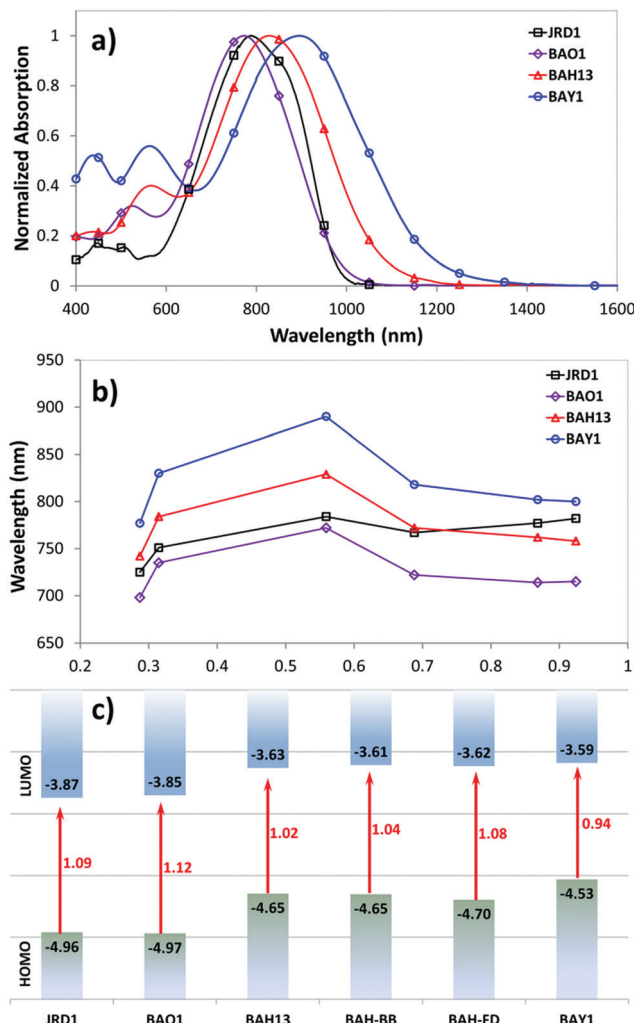 a)
JRD1
BAO1
BAH13
BAY1
Normalized Absorption
1
0.8
0.6
0.4
0.2
0
400 600 800 1000 1200 1400 1600
Wavelength (nm)
b)
JRD1
BAO1
BAH13
BAY1
Wavelength (nm)
950
900
850
800
750
700
650
0.2 0.3 0.4 0.5 0.6 0.7 0.8 0.9 1
c)
LUMO
-3.87 -3.85 -3.63 -3.61 -3.62 -3.59
1.09 1.12 1.02 1.04 1.08 0.94
HOMO
-4.96 -4.97 -4.65 -4.65 -4.70 -4.53
JRD1 BAO1 BAH13 BAH-BB BAH-FD BAY1